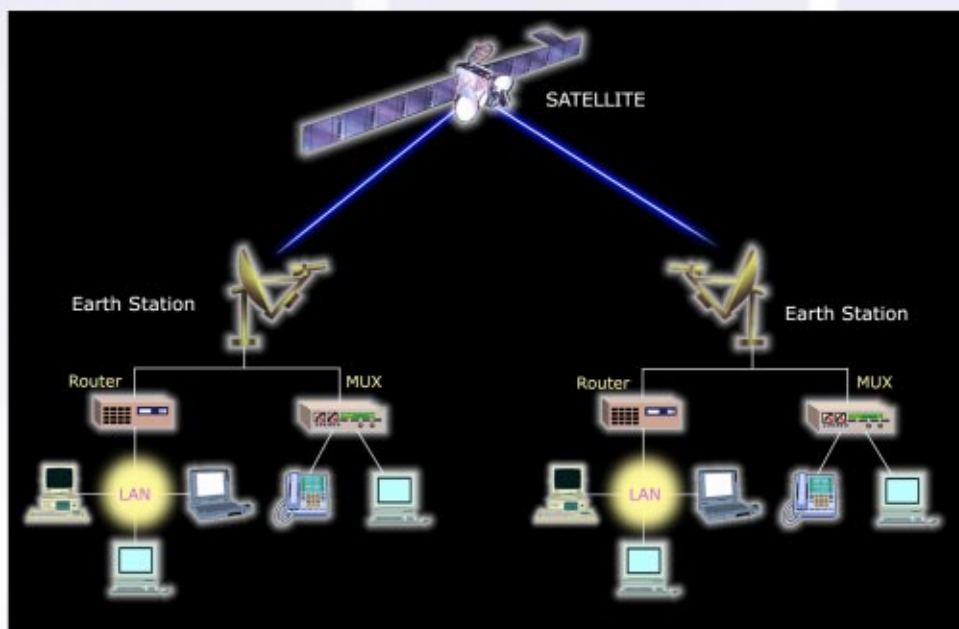 SATELLITE
Earth Station
Earth Station
Router
MUX
Router
MUX
LAN
LAN